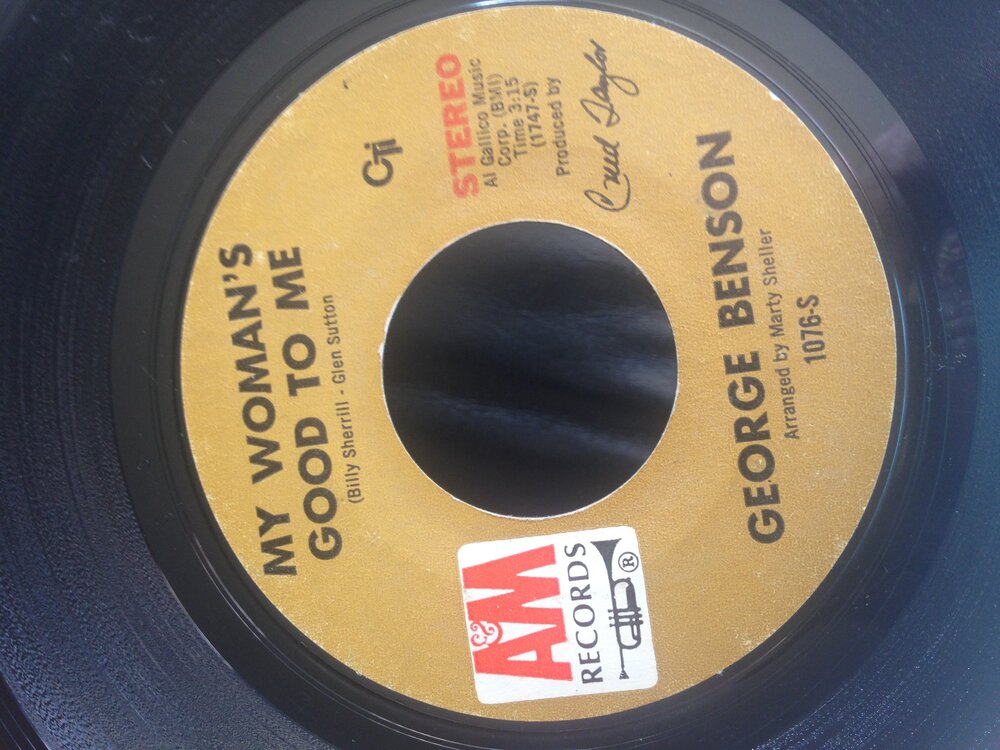 MY WOMAN'S
GOOD TO ME
(Billy Sherrill - Glen Sutton
CTi
STEREO
Al Gallico Music
Corp. (BMI)
Time 3:15
(1747-S)
Produced by
Creed Taylor
A&M
RECORDS
®
GEORGE BENSON
Arranged by Marty Sheller
1076-S